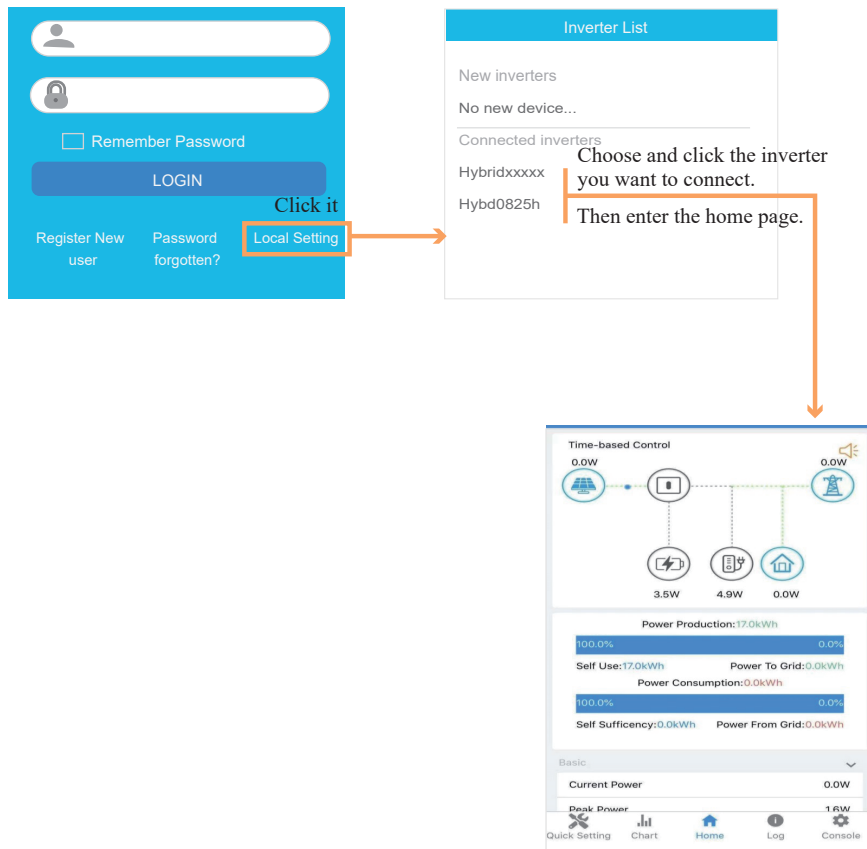 Remember Password
LOGIN
Click it
Register New user
Password forgotten?
Local Setting
Inverter List
New inverters
No new device...
Connected inverters
Hybridxxxxx
Hybd0825h
Choose and click the inverter
you want to connect.
Then enter the home page.
Time-based Control
0.0W
0.0W
3.5W 4.9W 0.0W
Power Production:17.0kWh
100.0% 0.0%
Self Use:17.0kWh Power To Grid:0.0kWh
Power Consumption:0.0kWh
100.0% 0.0%
Self Sufficency:0.0kWh Power From Grid:0.0kWh
Basic
Current Power 0.0W
Peak Power 1.6W
Quick Setting Chart Home Log Console